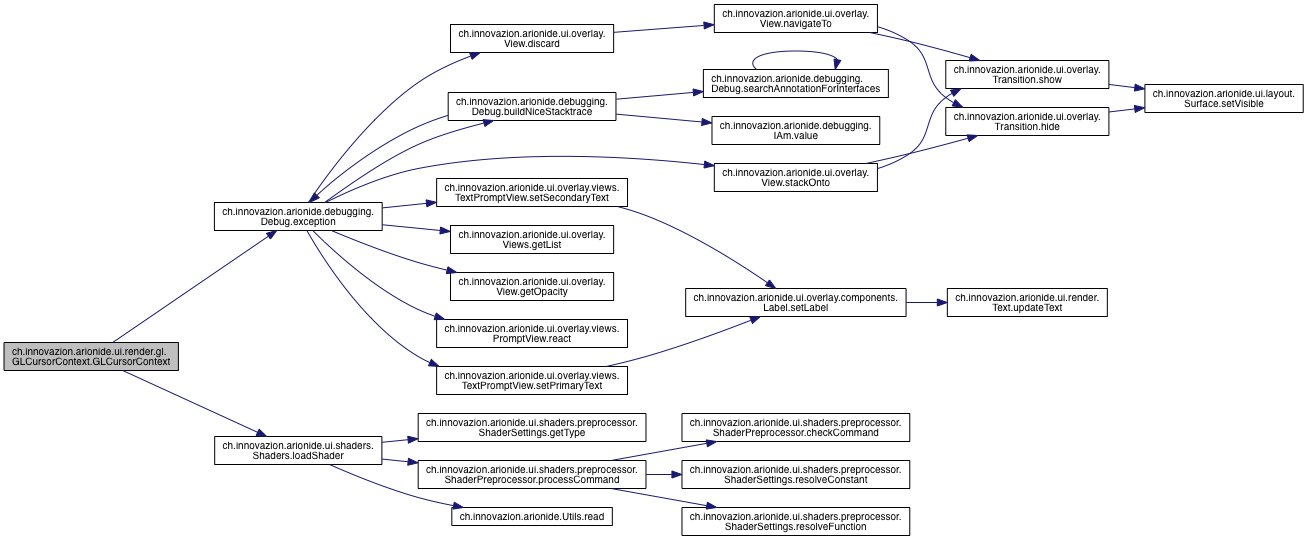 ch.innovazion.arionide.ui.render.gl.
GLCursorContext.GLCursorContext
ch.innovazion.arionide.debugging.
Debug.exception
ch.innovazion.arionide.ui.shaders.
Shaders.loadShader
ch.innovazion.arionide.ui.overlay.
View.discard
ch.innovazion.arionide.debugging.
Debug.buildNiceStacktrace
ch.innovazion.arionide.ui.overlay.views.
TextPromptView.setSecondaryText
ch.innovazion.arionide.ui.overlay.
Views.getList
ch.innovazion.arionide.ui.overlay.
View.getOpacity
ch.innovazion.arionide.ui.overlay.views.
PromptView.react
ch.innovazion.arionide.ui.overlay.views.
TextPromptView.setPrimaryText
ch.innovazion.arionide.ui.shaders.preprocessor.
ShaderSettings.getType
ch.innovazion.arionide.ui.shaders.preprocessor.
ShaderPreprocessor.processCommand
ch.innovazion.arionide.Utils.read
ch.innovazion.arionide.ui.overlay.
View.navigateTo
ch.innovazion.arionide.debugging.
Debug.searchAnnotationForInterfaces
ch.innovazion.arionide.debugging.
IAm.value
ch.innovazion.arionide.ui.overlay.
View.stackOnto
ch.innovazion.arionide.ui.overlay.components.
Label.setLabel
ch.innovazion.arionide.ui.shaders.preprocessor.
ShaderPreprocessor.checkCommand
ch.innovazion.arionide.ui.shaders.preprocessor.
ShaderSettings.resolveConstant
ch.innovazion.arionide.ui.shaders.preprocessor.
ShaderSettings.resolveFunction
ch.innovazion.arionide.ui.overlay.
Transition.show
ch.innovazion.arionide.ui.overlay.
Transition.hide
ch.innovazion.arionide.ui.render.
Text.updateText
ch.innovazion.arionide.ui.layout.
Surface.setVisible